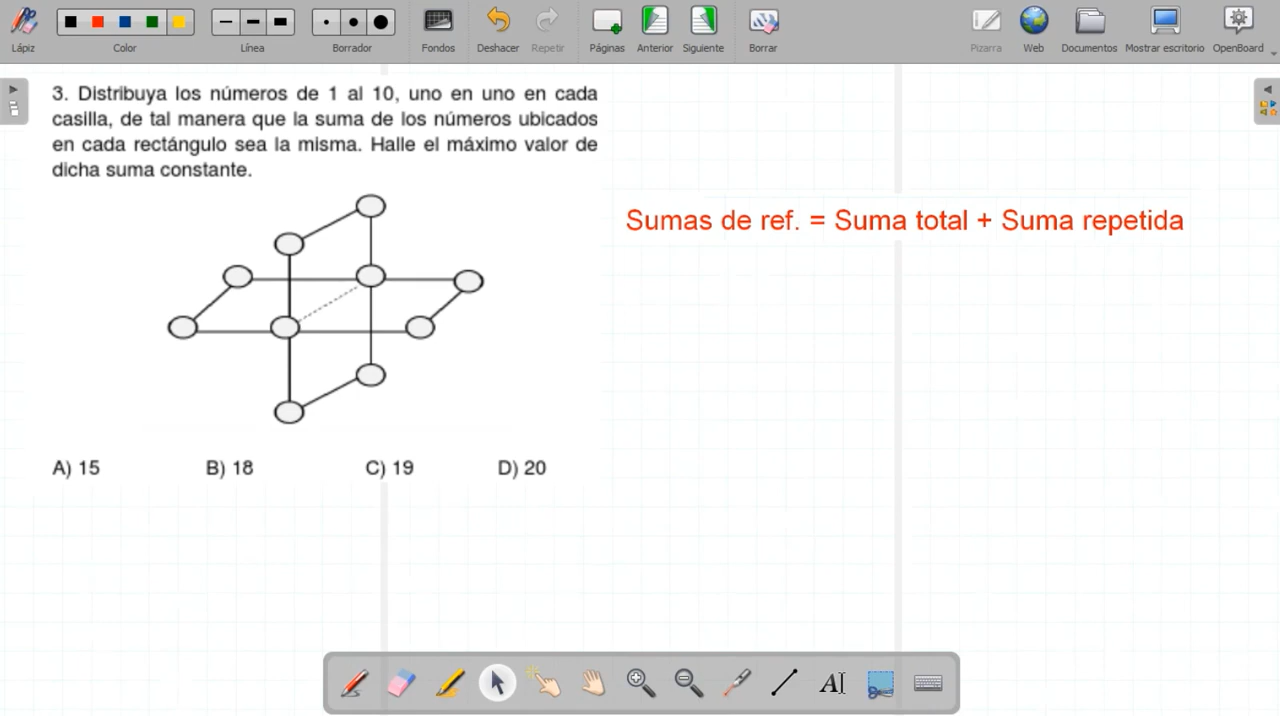 Lápiz
Color
Línea
Borrador
Fondos
Deshacer
Repetir
Páginas
Anterior
Siguiente
Borrar
Pizarra
Web
Documentos
Mostrar escritorio
OpenBoard
3. Distribuya los números de 1 al 10, uno en uno en cada
casilla, de tal manera que la suma de los números ubicados
en cada rectángulo sea la misma. Halle el máximo valor de
dicha suma constante.
Sumas de ref. = Suma total + Suma repetida
A) 15 B) 18 C) 19 D) 20